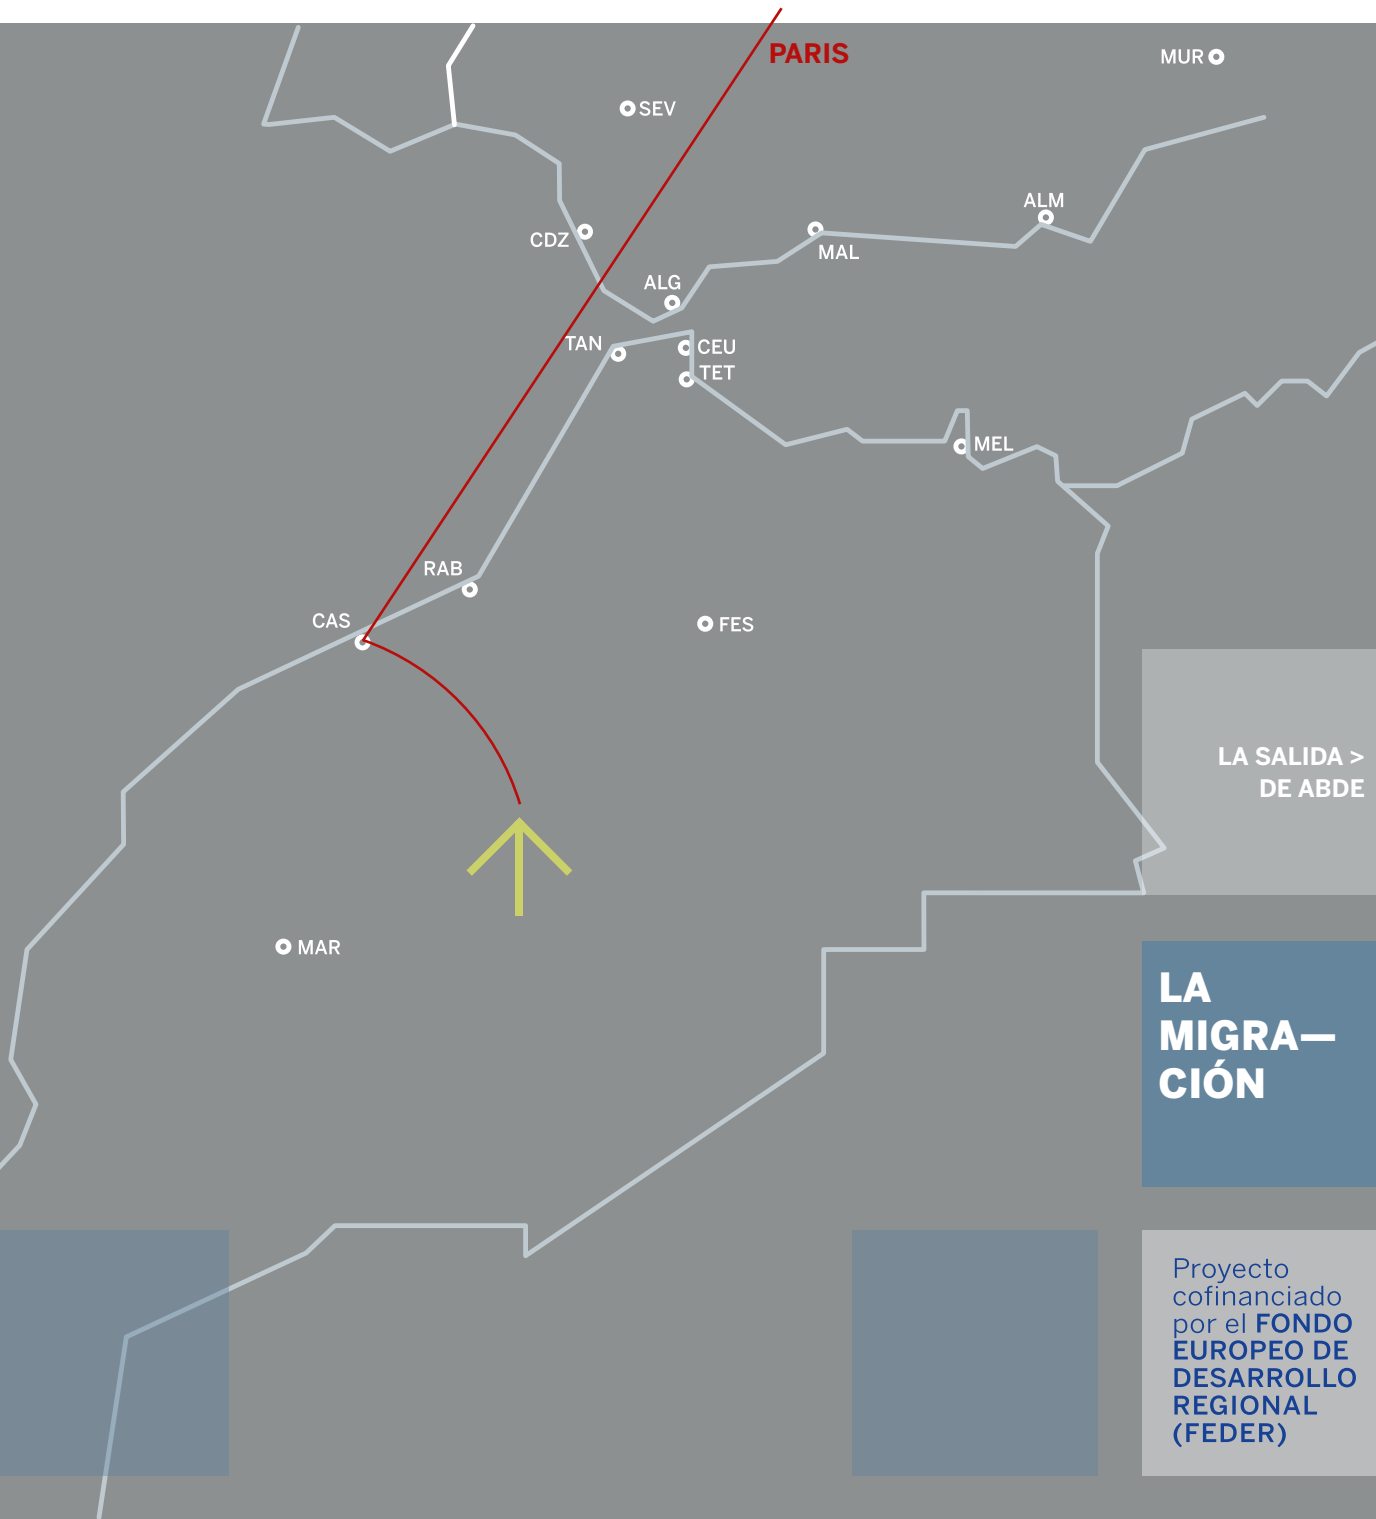 PARIS
MUR
SEV
ALM
CDZ
MAL
ALG
TAN
CEU
TET
MEL
RAB
CAS
FES
LA SALIDA >
DE ABDE
MAR
LA
MIGRA—
CIÓN
Proyecto
cofinanciado
por el FONDO
EUROPEO DE
DESARROLLO
REGIONAL
(FEDER)